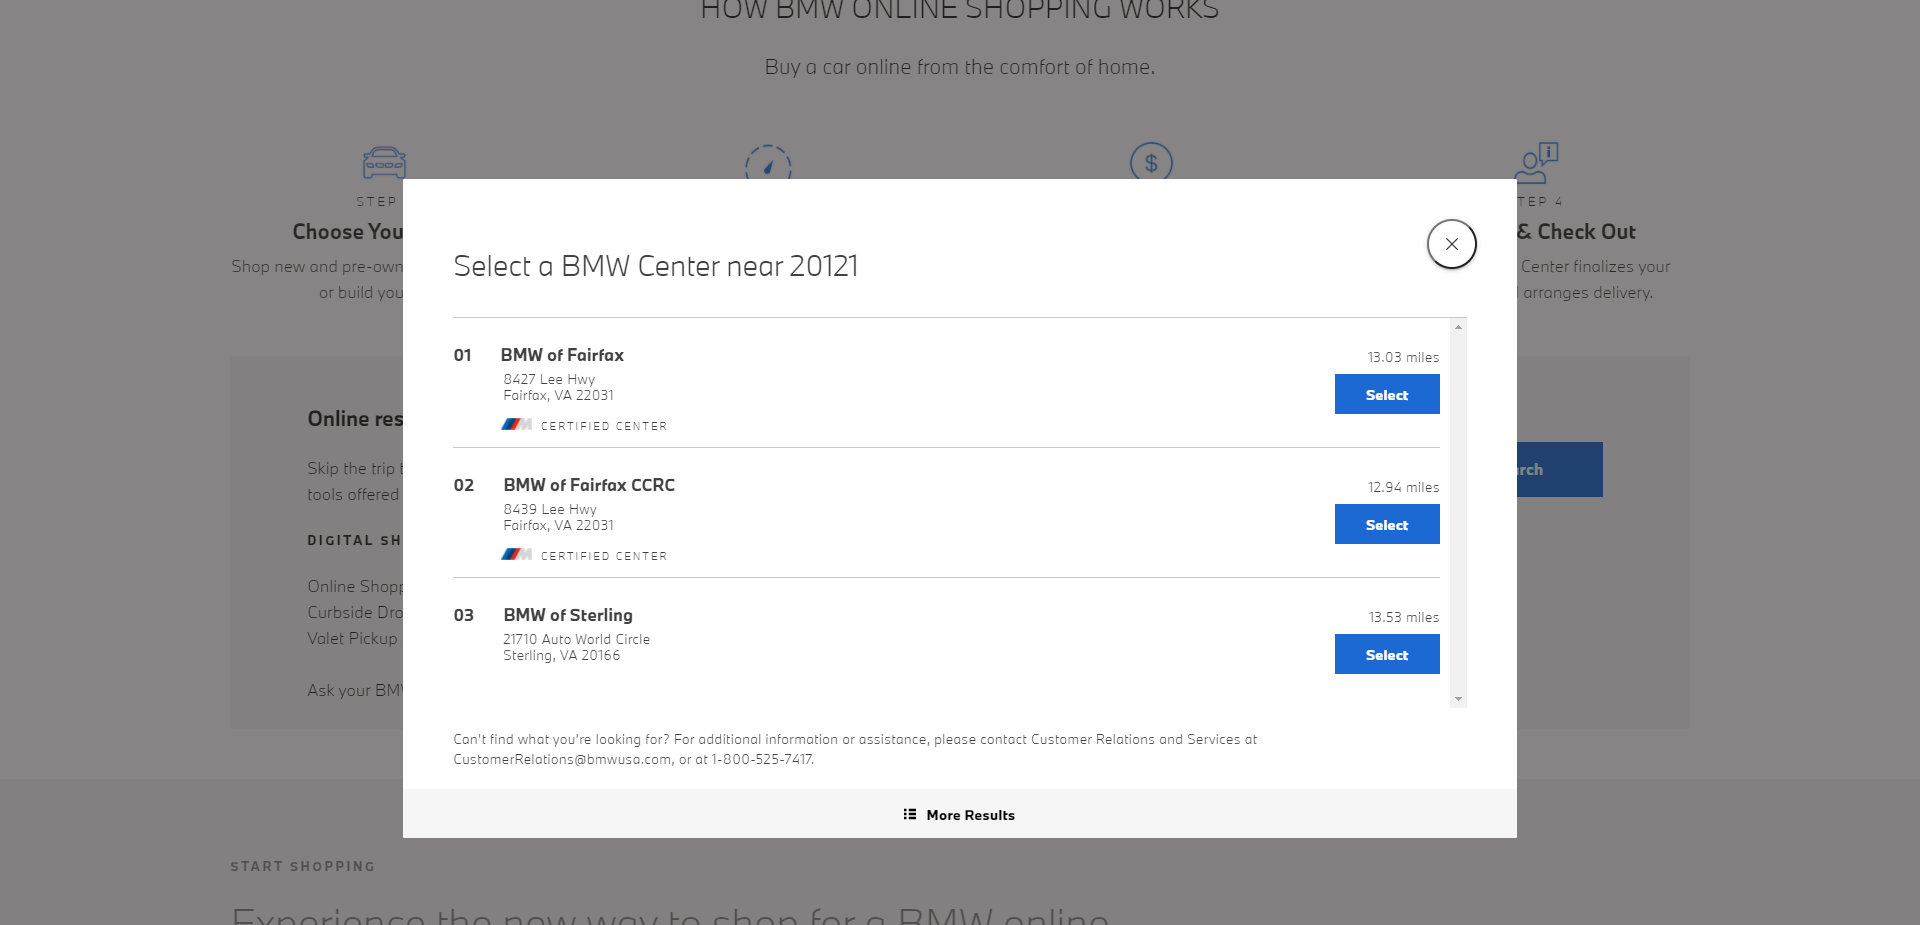 HOW BMW ONLINE SHOPPING WORKS
Buy a car online from the comfort of home.
STEP
Choose You
Shop new and pre-own
or build you
TEP 4
& Check Out
Center finalizes your
arranges delivery.
Online res
Skip the trip
tools offered
DIGITAL SH
Online Shopp
Curbside Dro
Valet Pickup
Ask your BMW
rch
Select a BMW Center near 20121
01 BMW of Fairfax 13.03 miles
8427 Lee Hwy
Fairfax, VA 22031
Select
M CERTIFIED CENTER
02 BMW of Fairfax CCRC 12.94 miles
8439 Lee Hwy
Fairfax, VA 22031
Select
M CERTIFIED CENTER
03 BMW of Sterling 13.53 miles
21710 Auto World Circle
Sterling, VA 20166
Select
Can't find what you're looking for? For additional information or assistance, please contact Customer Relations and Services at
CustomerRelations@bmwusa.com, or at 1-800-525-7417.
More Results
START SHOPPING
Experience the new way to shop for a BMW online